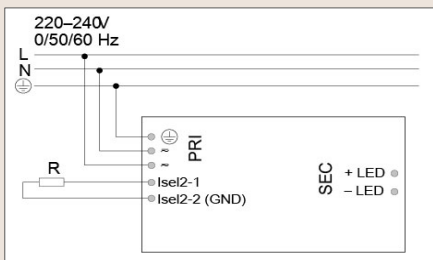 220–240V
0/50/60 Hz
L
N
PRI
~
~
R
Isel2-1
Isel2-2 (GND)
SEC
+ LED
– LED